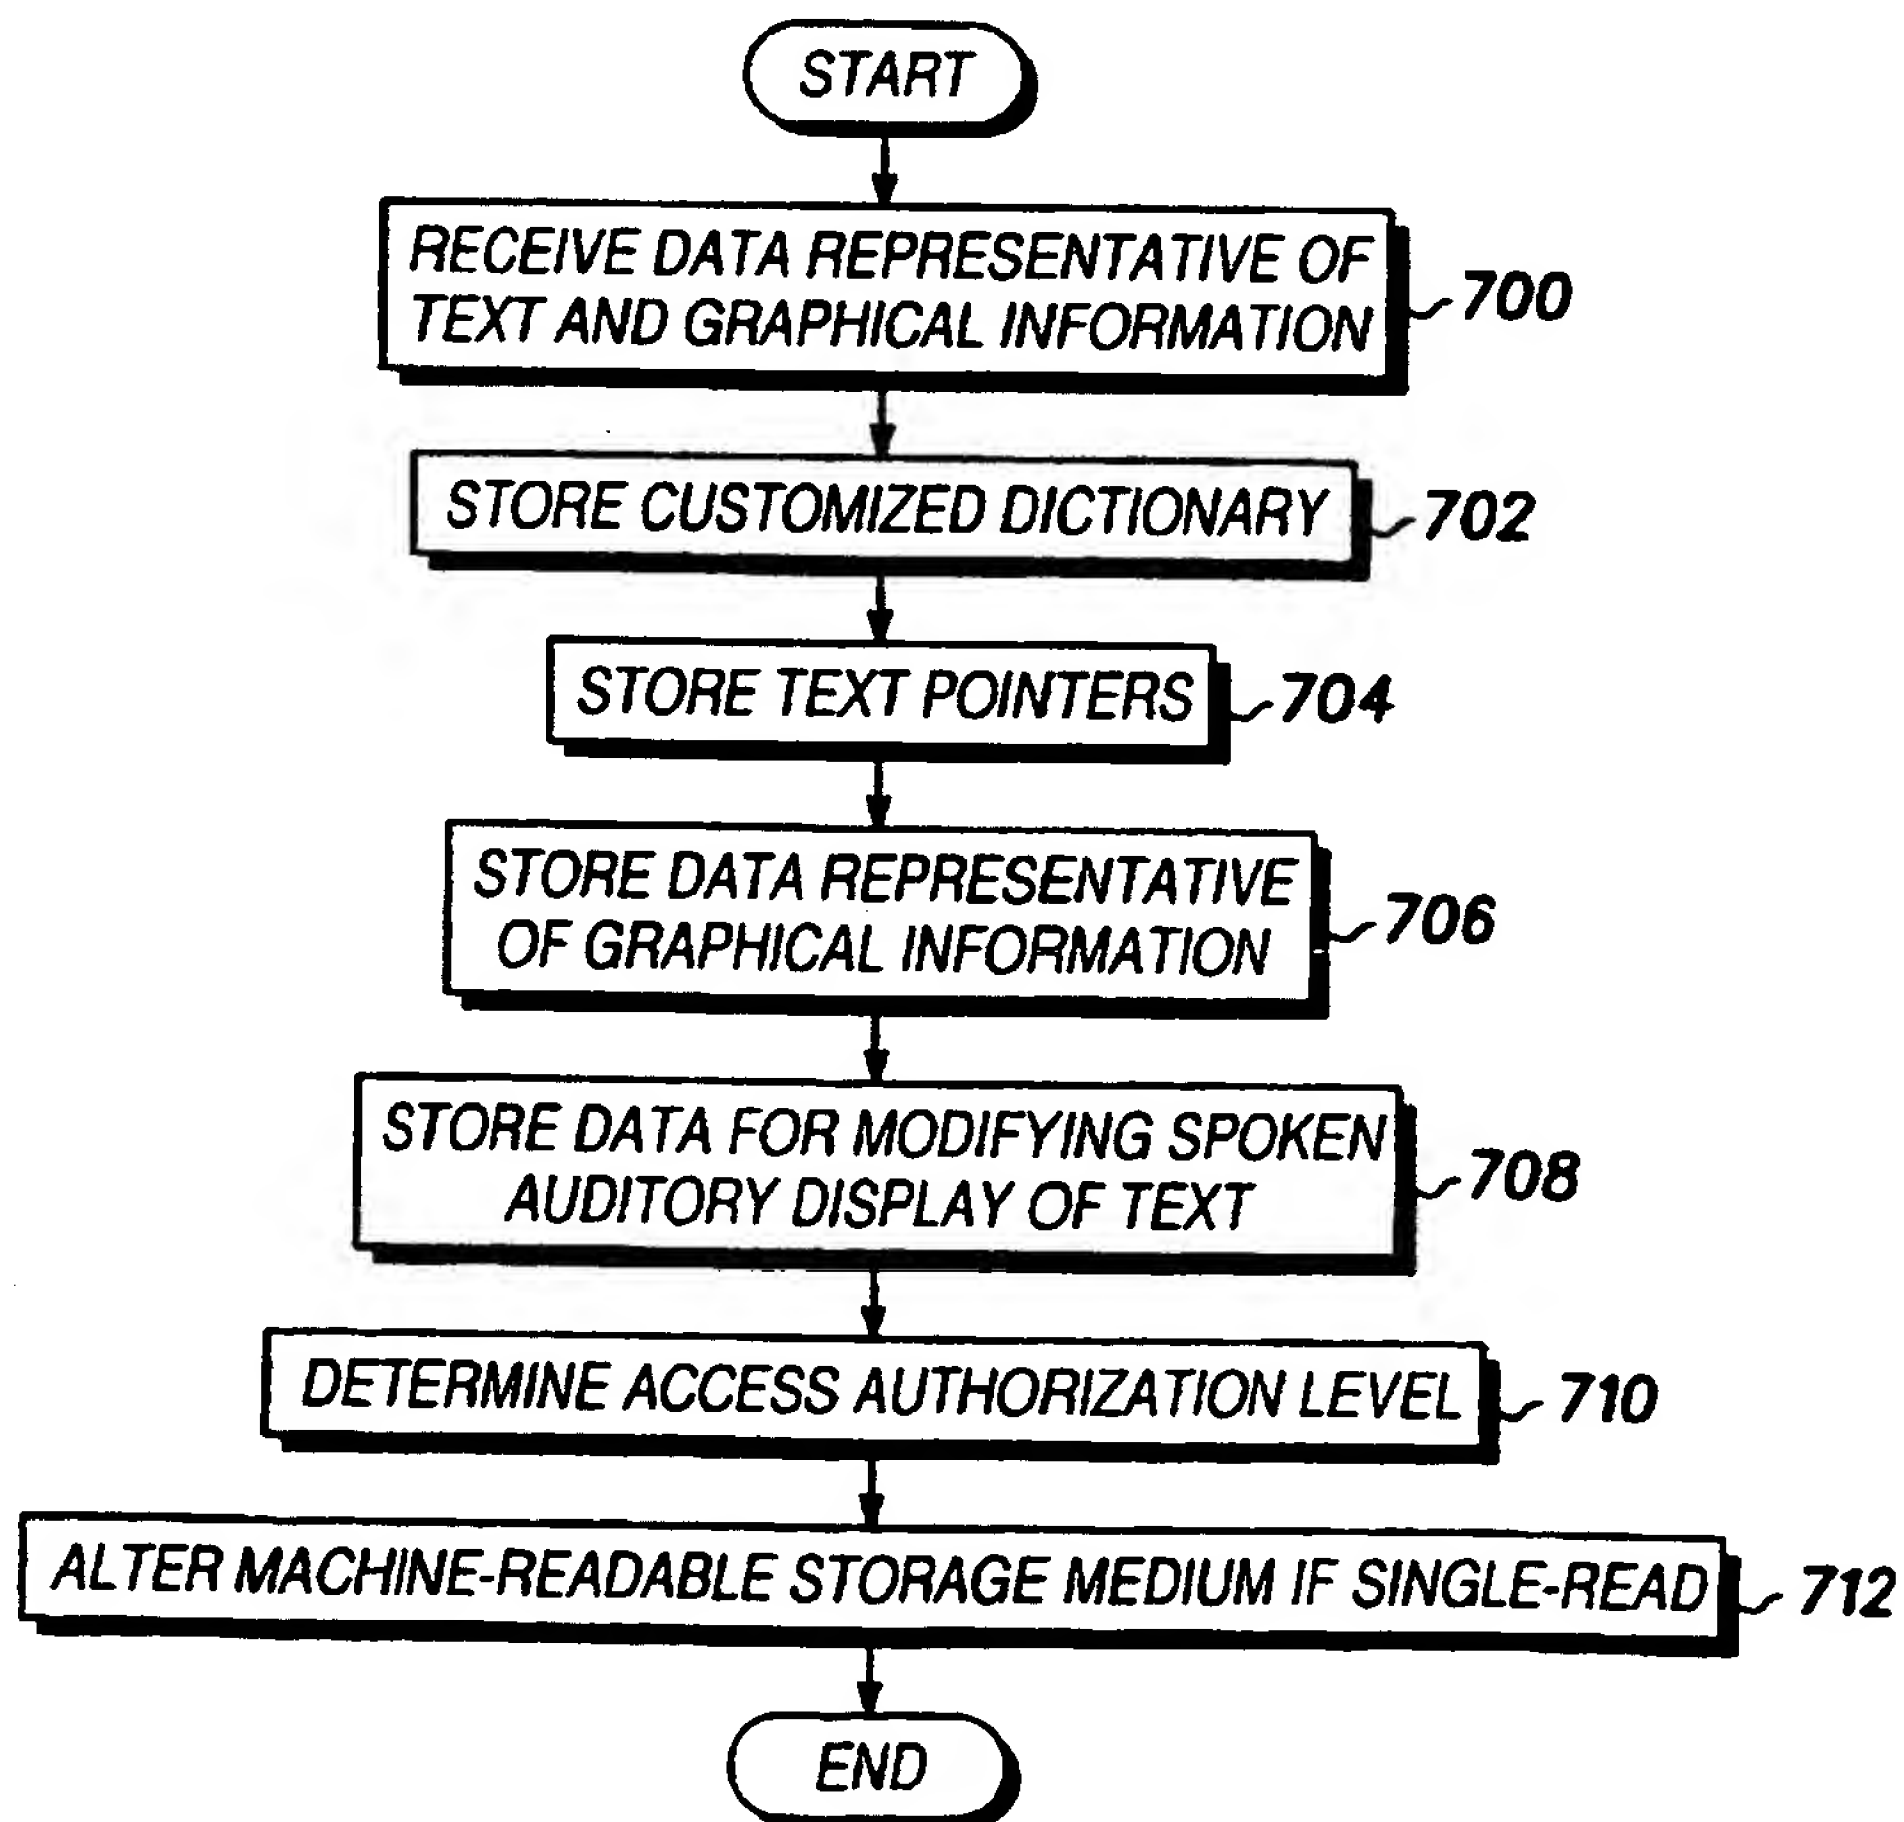 START
RECEIVE DATA REPRESENTATIVE OF
TEXT AND GRAPHICAL INFORMATION
700
STORE CUSTOMIZED DICTIONARY
702
STORE TEXT POINTERS
704
STORE DATA REPRESENTATIVE
OF GRAPHICAL INFORMATION
706
STORE DATA FOR MODIFYING SPOKEN
AUDITORY DISPLAY OF TEXT
708
DETERMINE ACCESS AUTHORIZATION LEVEL
710
ALTER MACHINE-READABLE STORAGE MEDIUM IF SINGLE-READ
712
END